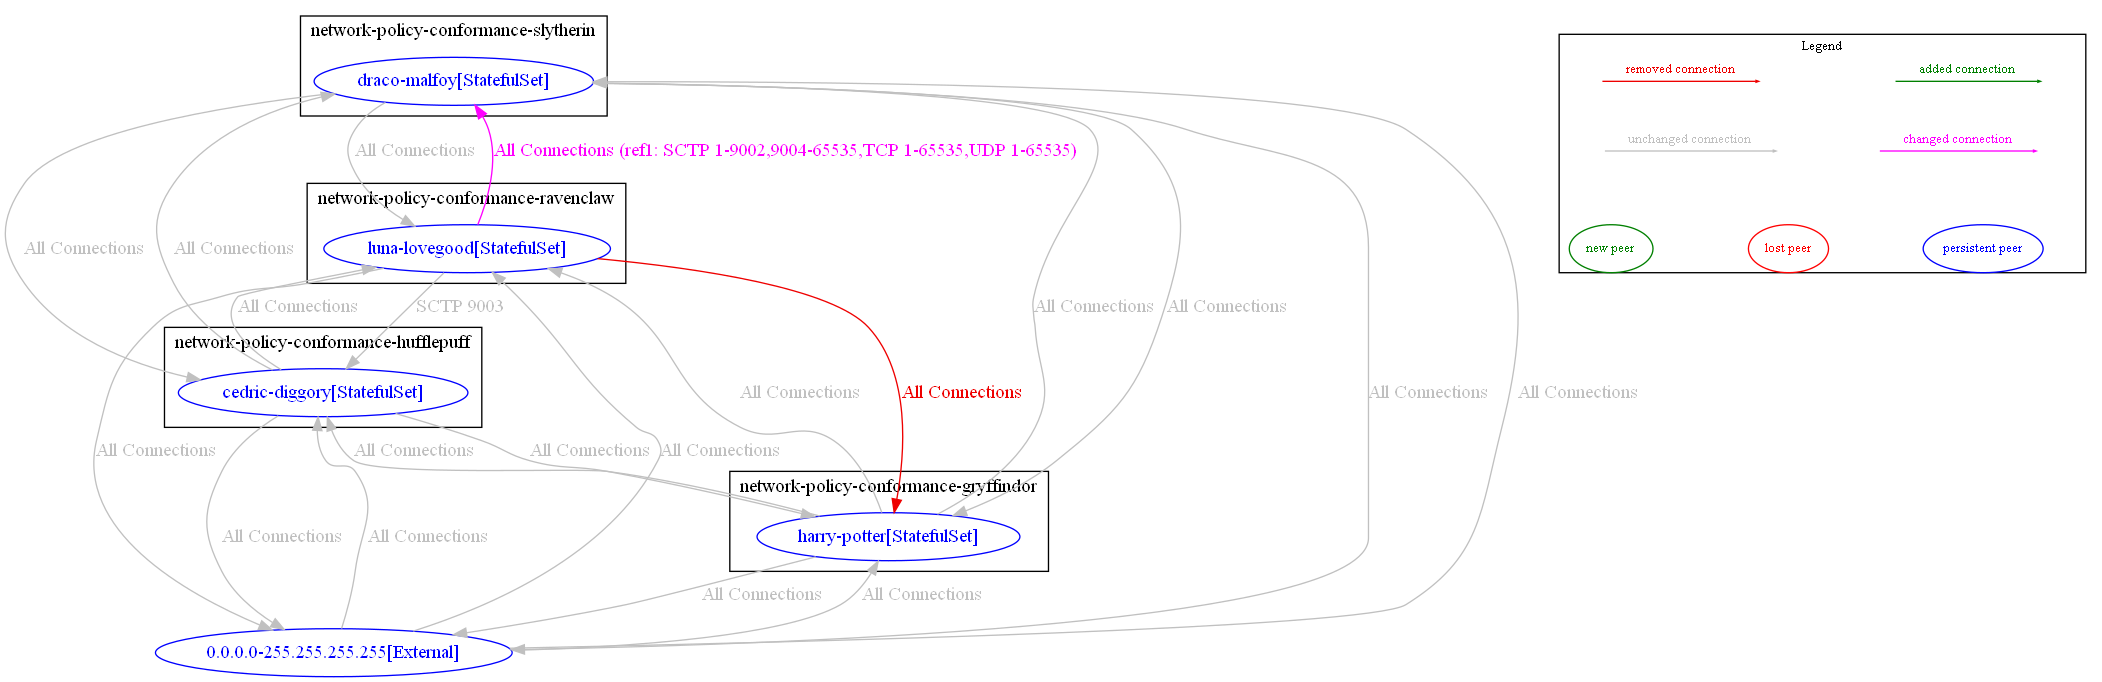 network-policy-conformance-slytherin
draco-malfoy[StatefulSet]
All Connections
All Connections (ref1: SCTP 1-9002,9004-65535,TCP 1-65535,UDP 1-65535)
network-policy-conformance-ravenclaw
luna-lovegood[StatefulSet]
All Connections
All Connections
All Connections
SCTP 9003
All Connections
All Connections
network-policy-conformance-hufflepuff
cedric-diggory[StatefulSet]
All Connections
All Connections
All Connections
All Connections
All Connections
All Connections
All Connections
All Connections
network-policy-conformance-gryffindor
harry-potter[StatefulSet]
All Connections
All Connections
All Connections
All Connections
0.0.0.0-255.255.255.255[External]
Legend
removed connection
added connection
unchanged connection
changed connection
new peer
lost peer
persistent peer